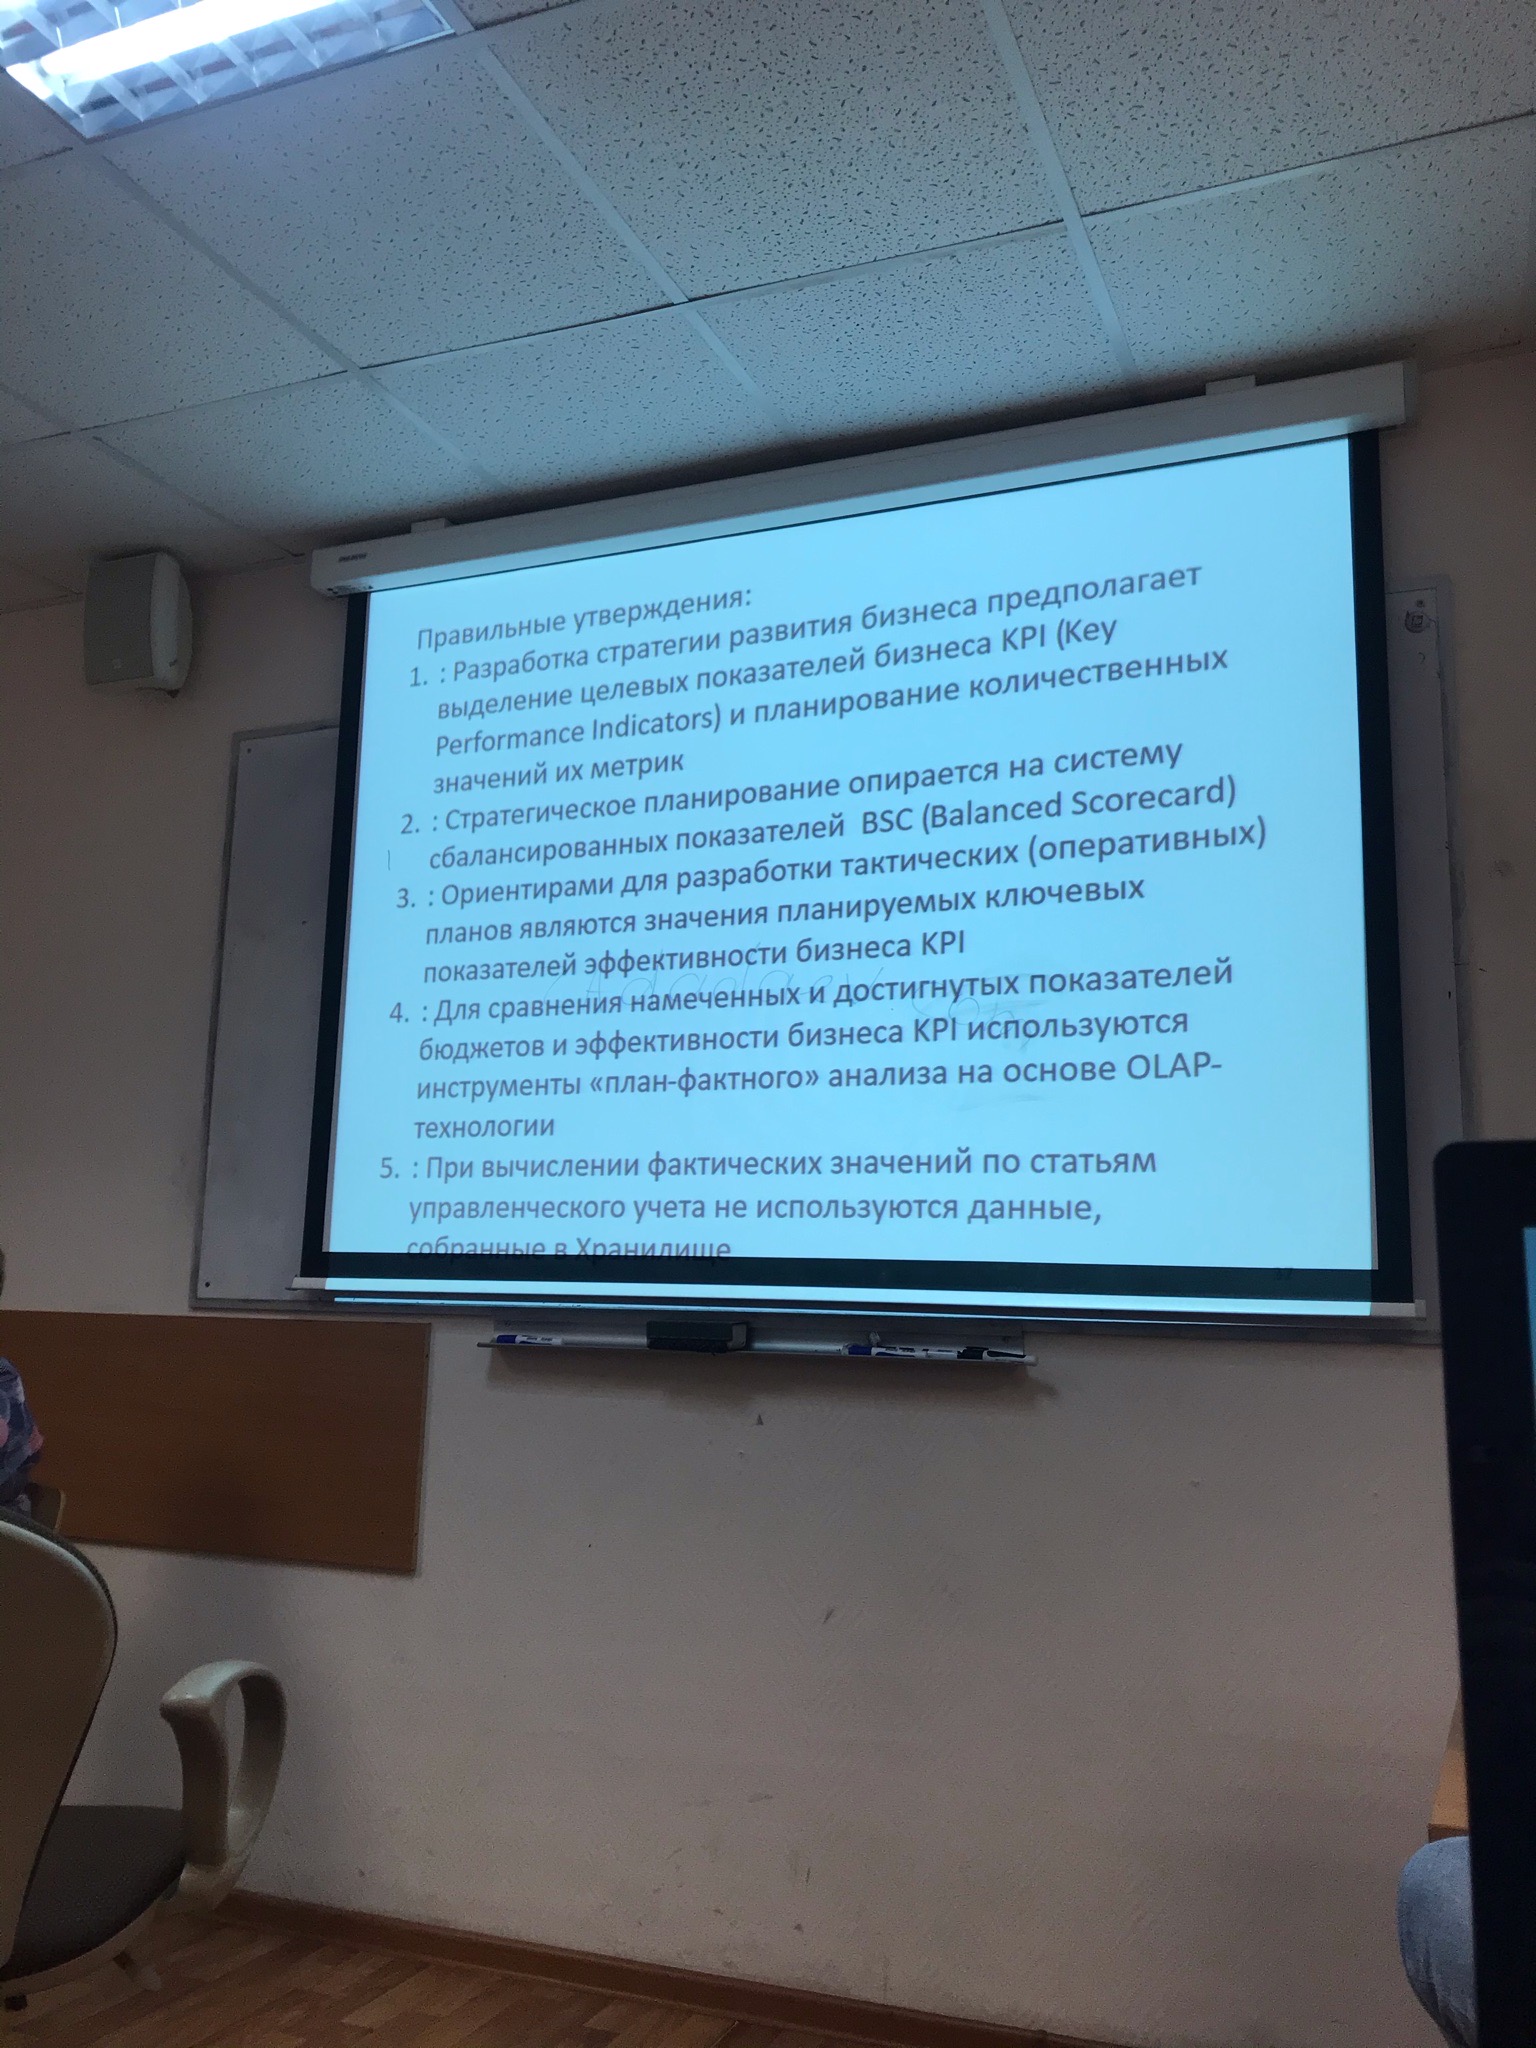 Правильные утверждения:
1. : Разработка стратегии развития бизнеса предполагает
выделение целевых показателей бизнеса KPI (Key
Performance Indicators) и планирование количественных
значений их метрик
2. : Стратегическое планирование опирается на систему
сбалансированных показателей BSC (Balanced Scorecard)
3. : Ориентирами для разработки тактических (оперативных)
планов являются значения планируемых ключевых
показателей эффективности бизнеса KPI
4. : Для сравнения намеченных и достигнутых показателей
бюджетов и эффективности бизнеса KPI используются
инструменты «план-фактного» анализа на основе OLAP-
технологии
5. : При вычислении фактических значений по статьям
управленческого учета не используются данные,
собранные в Хранилище
37